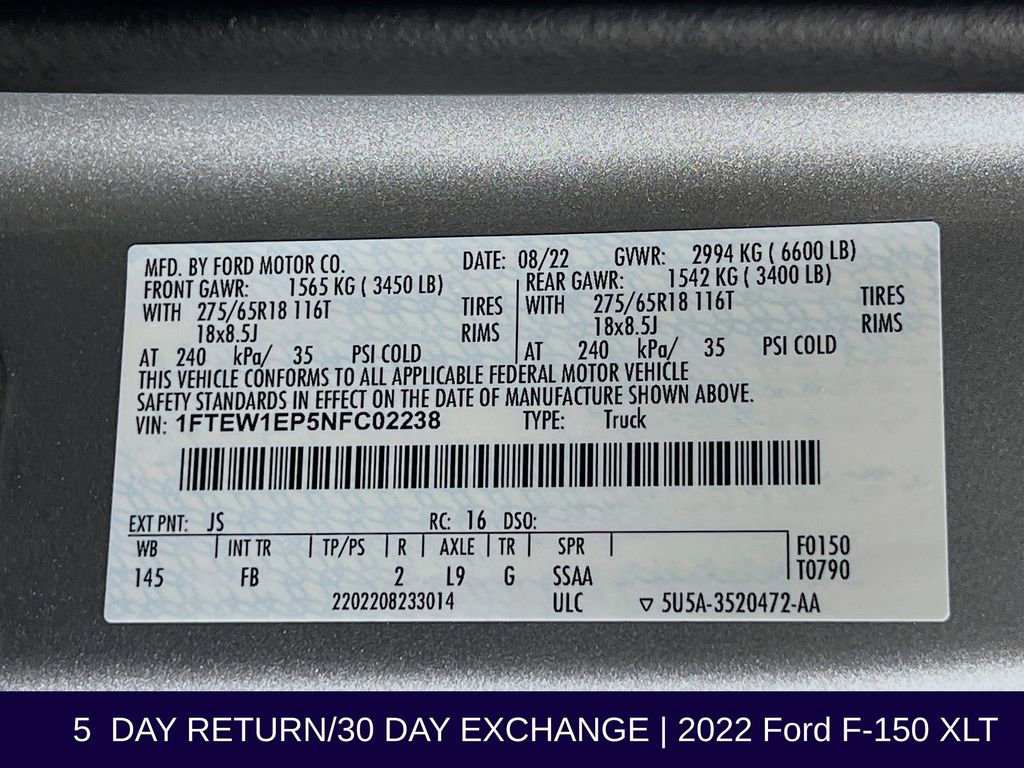 MFD. BY FORD MOTOR CO. DATE: 08/22 GVWR: 2994 KG ( 6600 LB)
FRONT GAWR: 1565 KG ( 3450 LB) REAR GAWR: 1542 KG ( 3400 LB)
WITH 275/65R18 116T TIRES WITH 275/65R18 116T TIRES
18x8.5J RIMS 18x8.5J RIMS
AT 240 kPa/ 35 PSI COLD AT 240 kPa/ 35 PSI COLD
THIS VEHICLE CONFORMS TO ALL APPLICABLE FEDERAL MOTOR VEHICLE
SAFETY STANDARDS IN EFFECT ON THE DATE OF MANUFACTURE SHOWN ABOVE.
VIN: 1FTEW1EP5NFC02238 TYPE: Truck
EXT PNT: JS RC: 16 DSO:
WB INT TR TP/PS R AXLE TR SPR F0150
145 FB 2 L9 G SSAA T0790
2202208233014 ULC ▽ 5U5A-3520472-AA
5 DAY RETURN/30 DAY EXCHANGE | 2022 Ford F-150 XLT